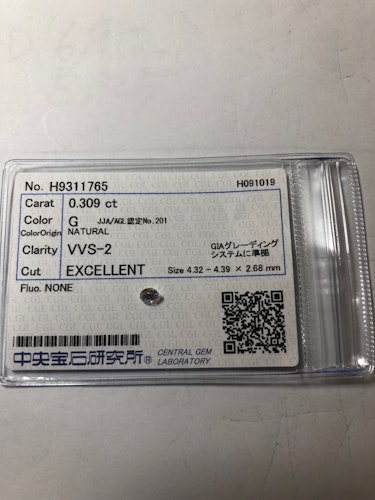 No. H9311765 H091019
Carat 0.309 ct
Color G JJA/AGL認定No.201
ColorOrigin NATURAL
Clarity VVS-2 GIAグレーディング
システムに準拠
Cut EXCELLENT Size 4.32 - 4.39 × 2.68 mm
Fluo. NONE
中央宝石研究所® CENTRAL GEM
LABORATORY